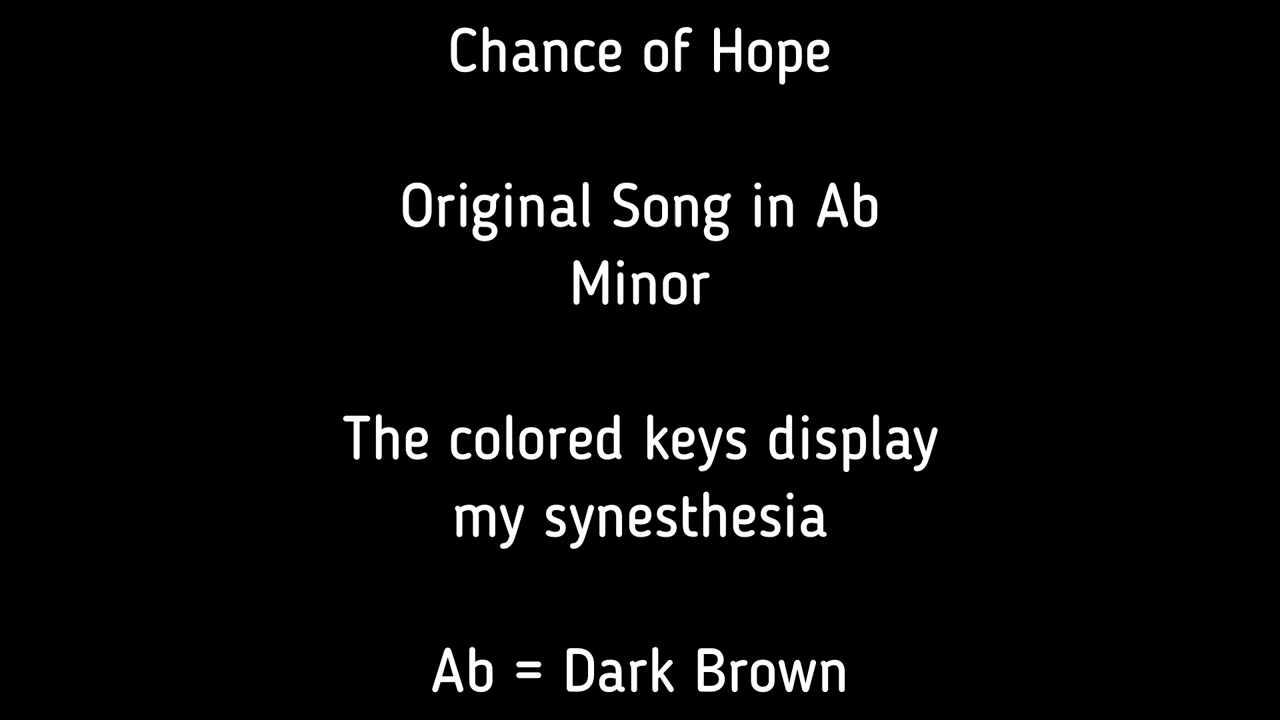 Chance of Hope
Original Song in Ab
Minor
The colored keys display
my synesthesia
Ab = Dark Brown